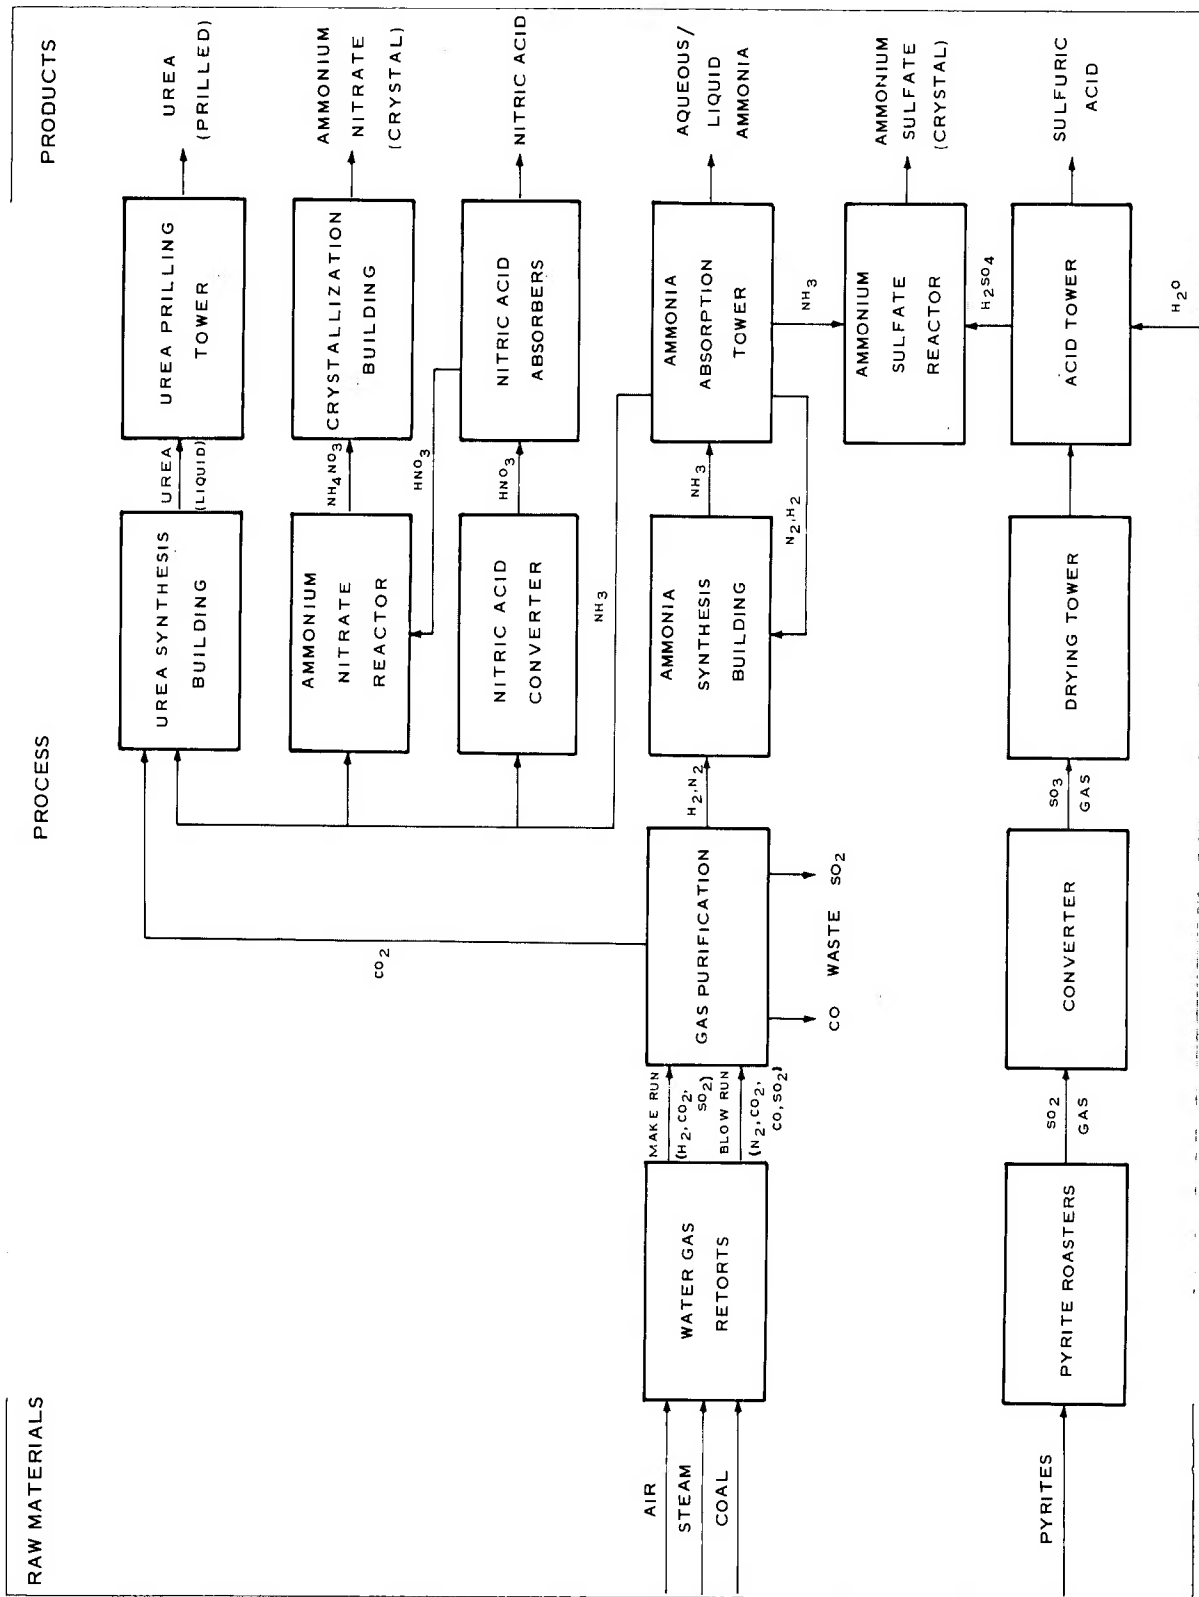 RAW MATERIALS
PROCESS
PRODUCTS
UREA SYNTHESIS
BUILDING
UREA
(LIQUID)
UREA PRILLING
TOWER
UREA
(PRILLED)
AMMONIUM
NITRATE
REACTOR
NH4NO3
CRYSTALLIZATION
BUILDING
AMMONIUM
NITRATE
(CRYSTAL)
HNO3
NITRIC ACID
CONVERTER
HNO3
NITRIC ACID
ABSORBERS
NITRIC ACID
CO2
NH3
AIR
STEAM
COAL
WATER GAS
RETORTS
MAKE RUN
(H2, CO2,
SO2)
BLOW RUN
(N2, CO2,
CO, SO2)
GAS PURIFICATION
CO WASTE SO2
H2, N2
AMMONIA
SYNTHESIS
BUILDING
NH3
N2, H2
AMMONIA
ABSORPTION
TOWER
AQUEOUS/
LIQUID
AMMONIA
NH3
AMMONIUM
SULFATE
REACTOR
AMMONIUM
SULFATE
(CRYSTAL)
H2SO4
PYRITES
PYRITE ROASTERS
SO2
GAS
CONVERTER
SO3
GAS
DRYING TOWER
ACID TOWER
SULFURIC
ACID
H2O